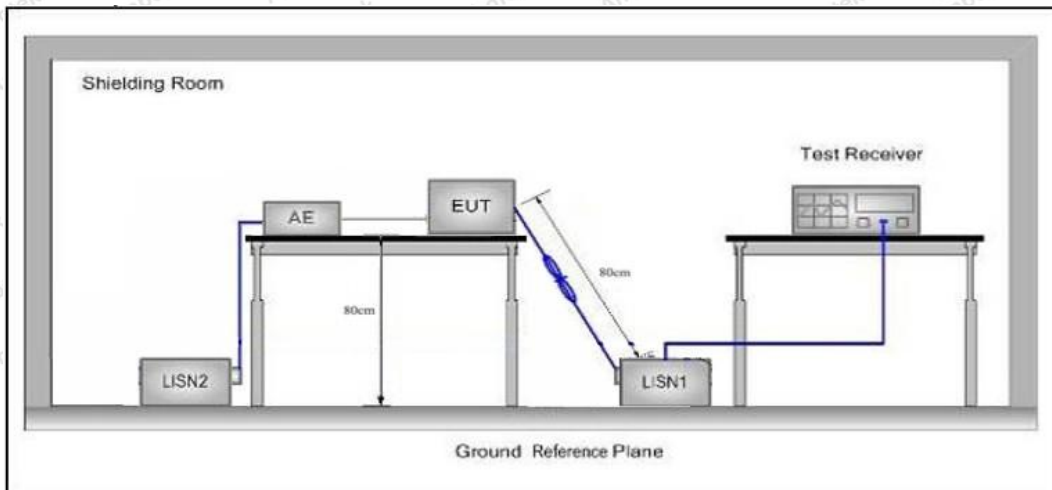 Shielding Room
Test Receiver
AE
EUT
80cm
80cm
LISN2
LISN1
Ground Reference Plane